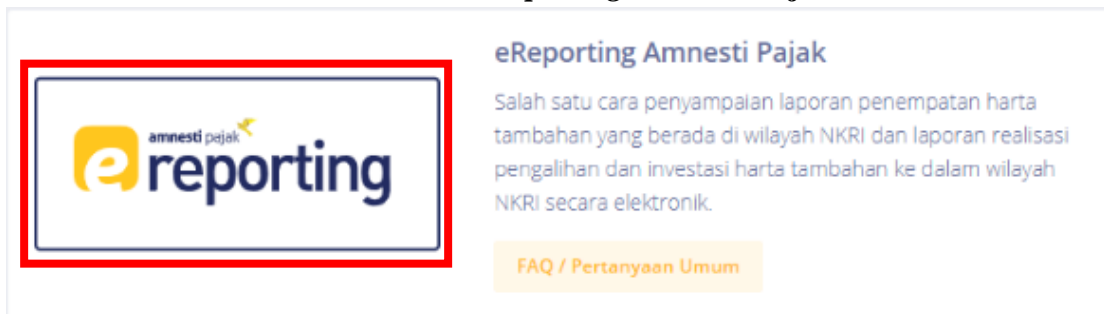 eReporting Amnesti Pajak
amnesti pajak
e reporting
Salah satu cara penyampaian laporan penempatan harta
tambahan yang berada di wilayah NKRI dan laporan realisasi
pengalihan dan investasi harta tambahan ke dalam wilayah
NKRI secara elektronik.
FAQ / Pertanyaan Umum